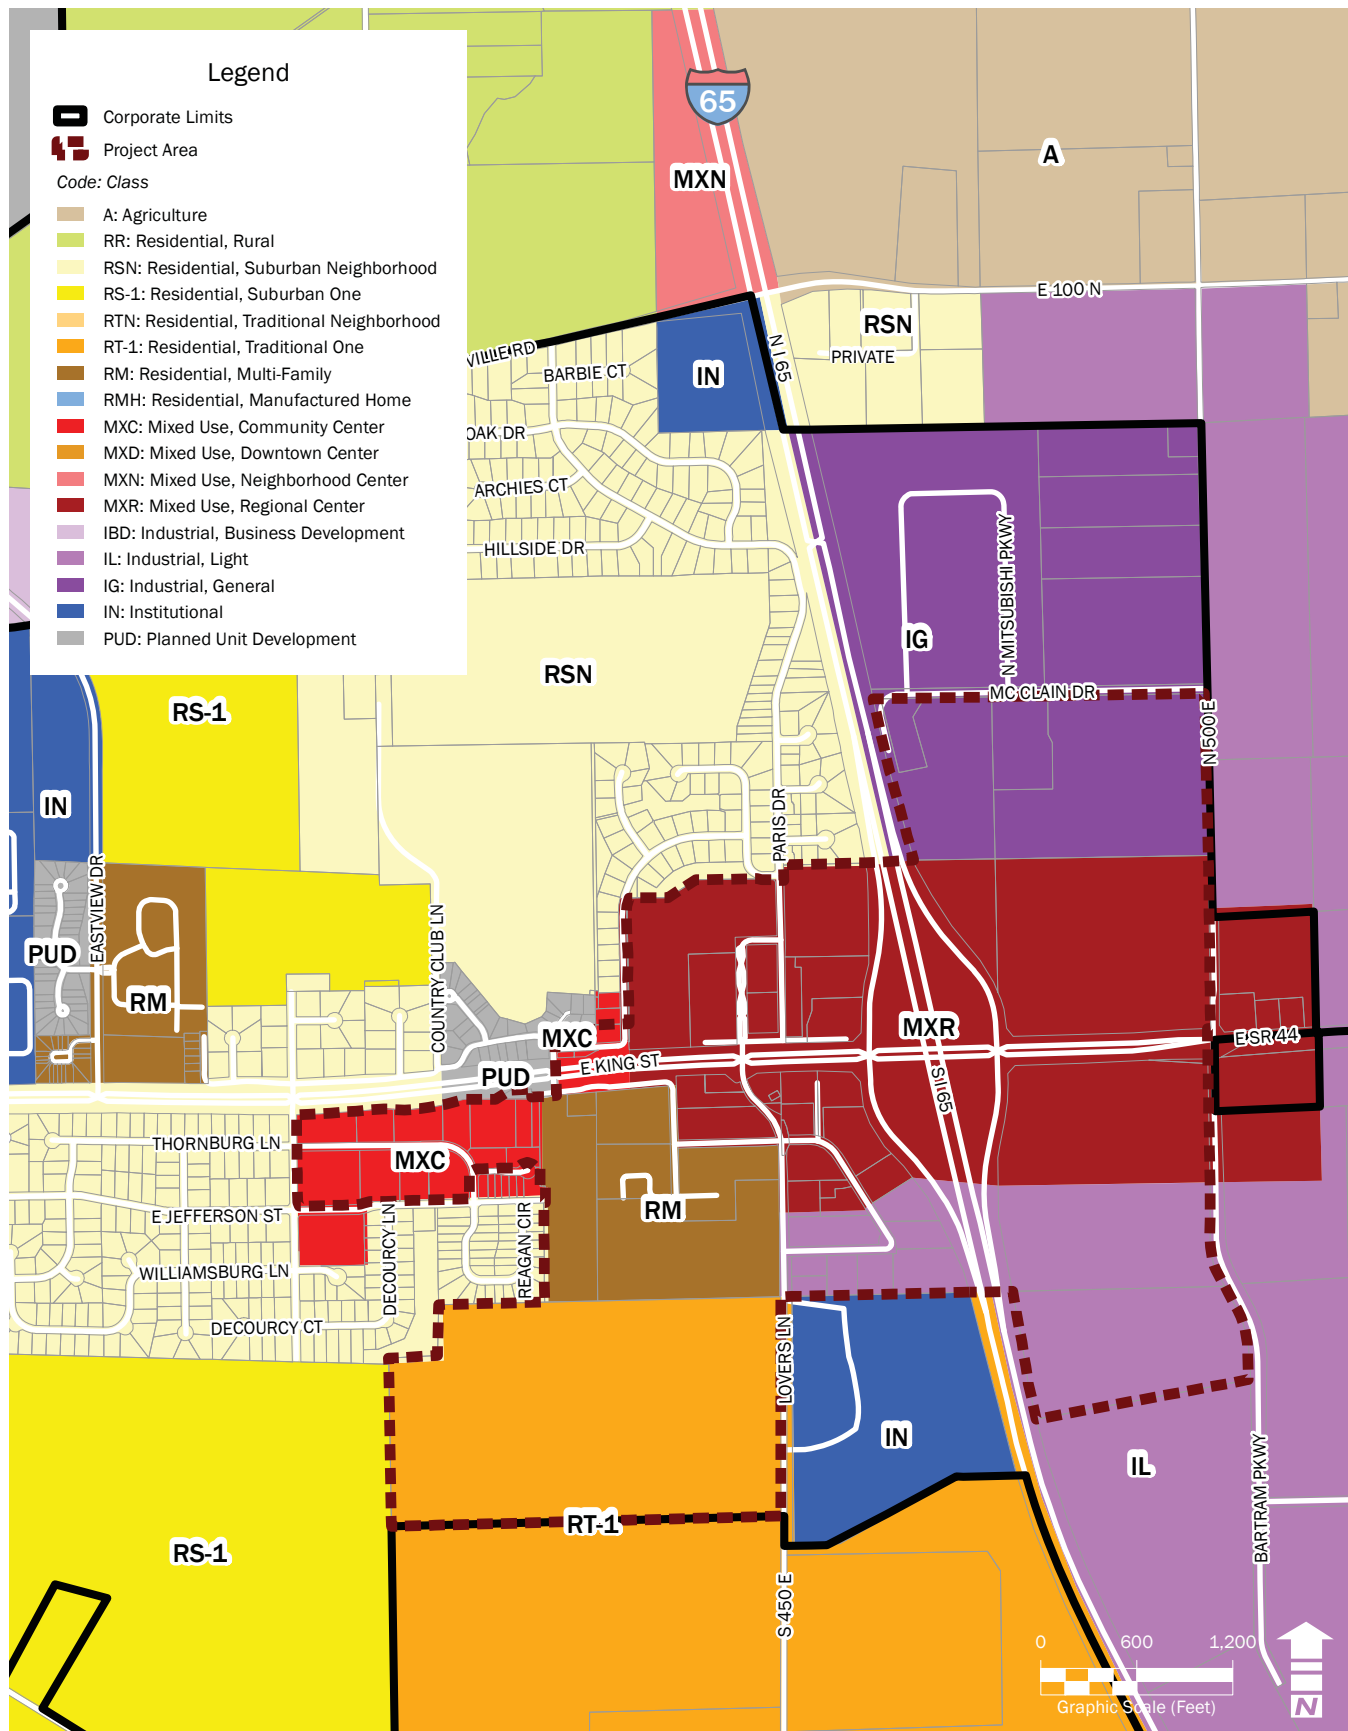 Legend
Corporate Limits
Project Area
Code: Class
A: Agriculture
RR: Residential, Rural
RSN: Residential, Suburban Neighborhood
RS-1: Residential, Suburban One
RTN: Residential, Traditional Neighborhood
RT-1: Residential, Traditional One
RM: Residential, Multi-Family
RMH: Residential, Manufactured Home
MXC: Mixed Use, Community Center
MXD: Mixed Use, Downtown Center
MXN: Mixed Use, Neighborhood Center
MXR: Mixed Use, Regional Center
IBD: Industrial, Business Development
IL: Industrial, Light
IG: Industrial, General
IN: Institutional
PUD: Planned Unit Development
65
A
MXN
E 100 N
RSN
PRIVATE
N I 65
VILLE RD
BARBIE CT
IN
OAK DR
ARCHIES CT
HILLSIDE DR
N MITSUBISHI PKWY
IG
RSN
MC CLAIN DR
RS-1
N 500 E
IN
PARIS DR
EASTVIEW DR
COUNTRY CLUB LN
PUD
RM
MXC
MXR
E SR 44
E KING ST
PUD
S I 65
THORNBURG LN
MXC
E JEFFERSON ST
RM
DECOURCY LN
REAGAN CIR
WILLIAMSBURG LN
DECOURCY CT
LOVERS LN
IN
IL
BARTRAM PKWY
RT-1
RS-1
S 450 E
0 600 1,200
Graphic Scale (Feet)
N